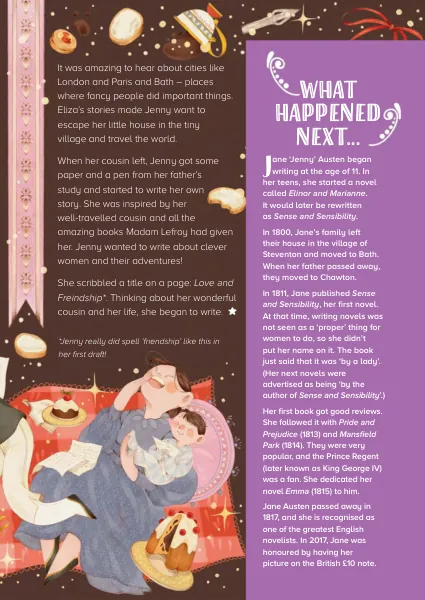 It was amazing to hear about cities like
London and Paris and Bath – places
where fancy people did important things.
Eliza's stories made Jenny want to
escape her little house in the tiny
village and travel the world.
When her cousin left, Jenny got some
paper and a pen from her father's
study and started to write her own
story. She was inspired by her
well-travelled cousin and all the
amazing books Madam Lefroy had given
her. Jenny wanted to write about clever
women and their adventures!
She scribbled a title on a page: Love and
Freindship*. Thinking about her wonderful
cousin and her life, she began to write.
*Jenny really did spell 'friendship' like this in
her first draft!
WHAT
HAPPENED
NEXT...
Jane 'Jenny' Austen began
writing at the age of 11. In
her teens, she started a novel
called Elinor and Marianne.
It would later be rewritten
as Sense and Sensibility.
In 1800, Jane's family left
their house in the village of
Steventon and moved to Bath.
When her father passed away,
they moved to Chawton.
In 1811, Jane published Sense
and Sensibility, her first novel.
At that time, writing novels was
not seen as a 'proper' thing for
women to do, so she didn't
put her name on it. The book
just said that it was 'by a lady'.
(Her next novels were
advertised as being 'by the
author of Sense and Sensibility'.)
Her first book got good reviews.
She followed it with Pride and
Prejudice (1813) and Mansfield
Park (1814). They were very
popular, and the Prince Regent
(later known as King George IV)
was a fan. She dedicated her
novel Emma (1815) to him.
Jane Austen passed away in
1817, and she is recognised as
one of the greatest English
novelists. In 2017, Jane was
honoured by having her
picture on the British £10 note.